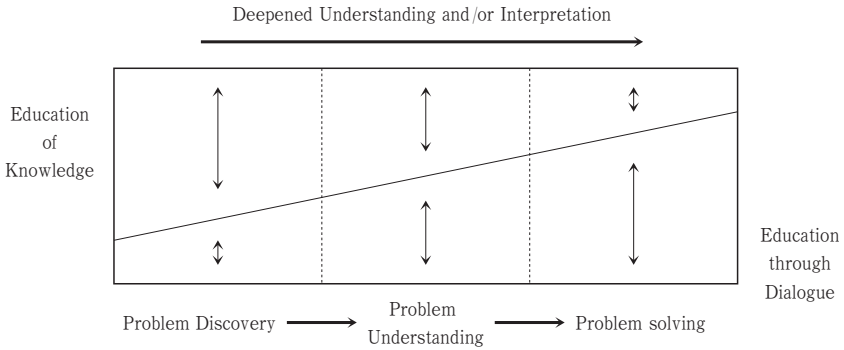 Deepened Understanding and/or Interpretation
Education
of
Knowledge
Education
through
Dialogue
Problem Discovery
Problem
Understanding
Problem solving